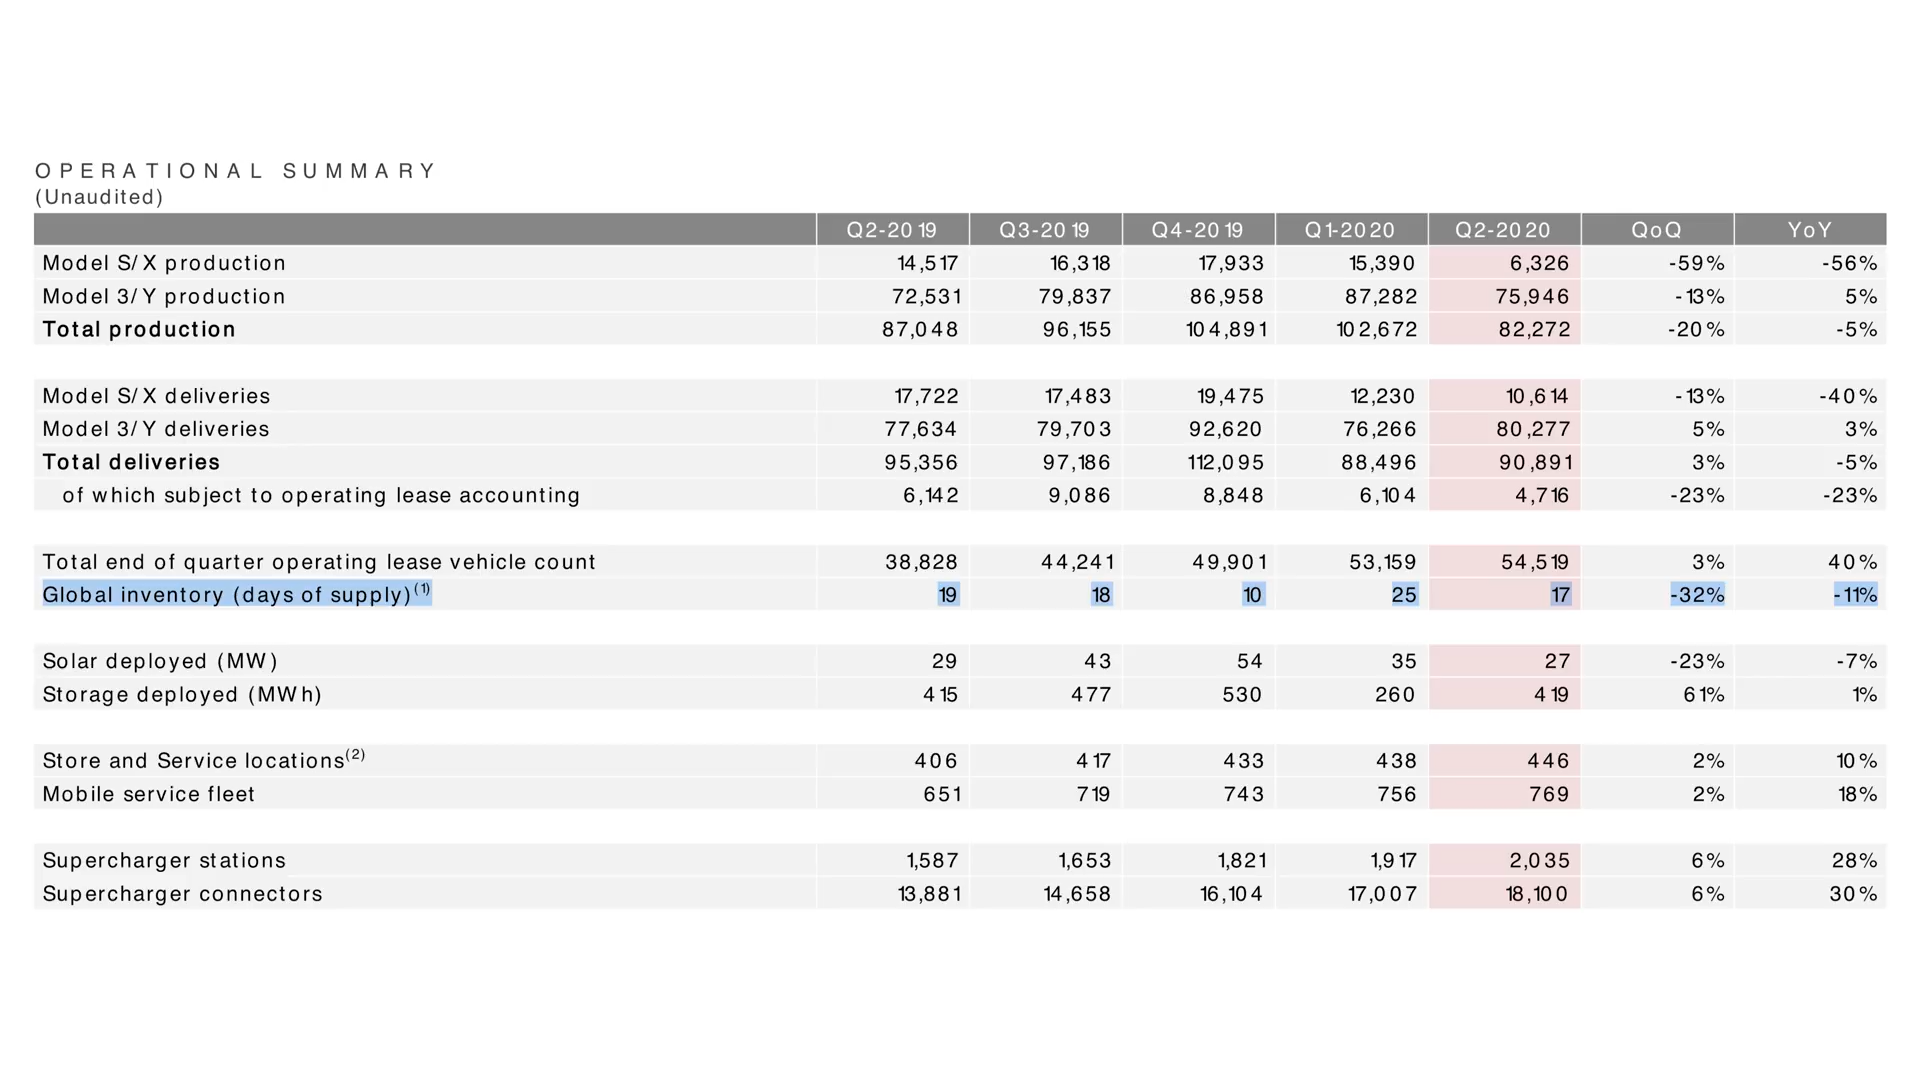 OPERATIONAL SUMMARY
(Unaudited)
Q2-2019 Q3-2019 Q4-2019 Q1-2020 Q2-2020 QoQ YoY
Model S/X production 14,517 16,318 17,933 15,390 6,326 -59% -56%
Model 3/Y production 72,531 79,837 86,958 87,282 75,946 -13% 5%
Total production 87,048 96,155 104,891 102,672 82,272 -20% -5%
Model S/X deliveries 17,722 17,483 19,475 12,230 10,614 -13% -40%
Model 3/Y deliveries 77,634 79,703 92,620 76,266 80,277 5% 3%
Total deliveries 95,356 97,186 112,095 88,496 90,891 3% -5%
of which subject to operating lease accounting 6,142 9,086 8,848 6,104 4,716 -23% -23%
Total end of quarter operating lease vehicle count 38,828 44,241 49,901 53,159 54,519 3% 40%
Global inventory (days of supply)(1) 19 18 10 25 17 -32% -11%
Solar deployed (MW) 29 43 54 35 27 -23% -7%
Storage deployed (MWh) 415 477 530 260 419 61% 1%
Store and Service locations(2) 406 417 433 438 446 2% 10%
Mobile service fleet 651 719 743 756 769 2% 18%
Supercharger stations 1,587 1,653 1,821 1,917 2,035 6% 28%
Supercharger connectors 13,881 14,658 16,104 17,007 18,100 6% 30%